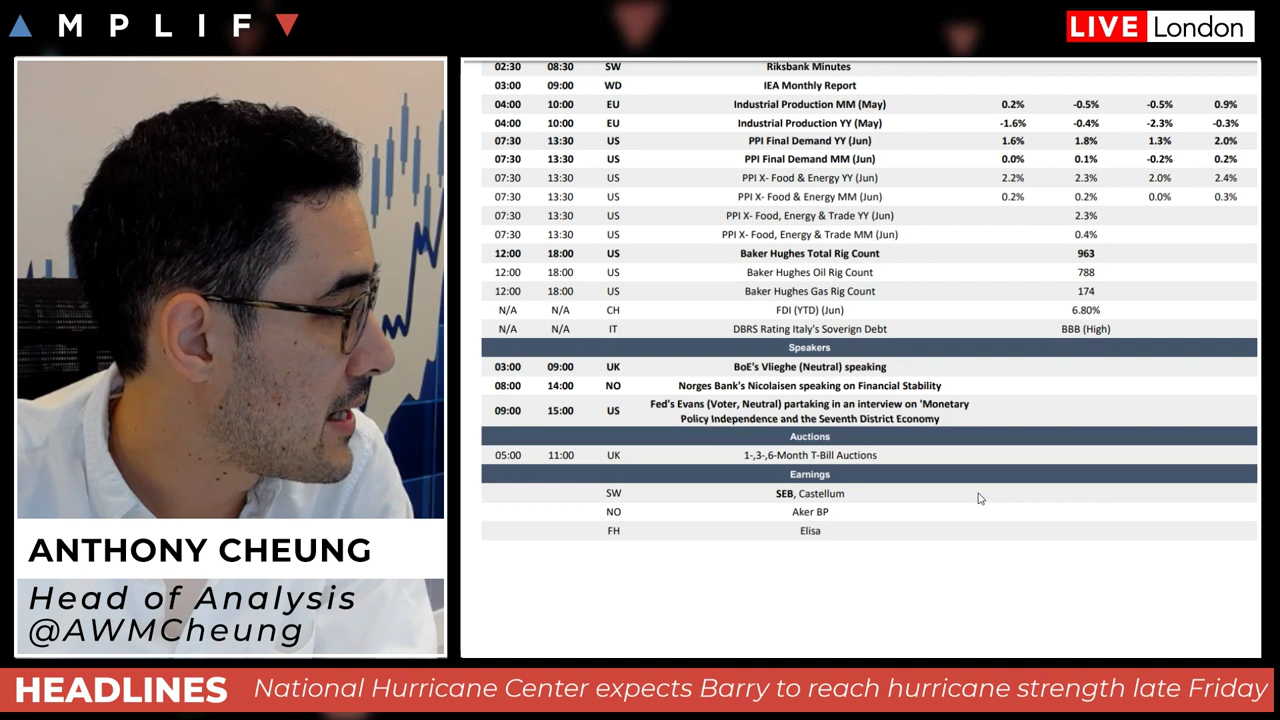 ▲ M P L I F ▼
LIVE London
02:30 08:30 SW Riksbank Minutes
03:00 09:00 WD IEA Monthly Report
04:00 10:00 EU Industrial Production MM (May) 0.2% -0.5% -0.5% 0.9%
04:00 10:00 EU Industrial Production YY (May) -1.6% -0.4% -2.3% -0.3%
07:30 13:30 US PPI Final Demand YY (Jun) 1.6% 1.8% 1.3% 2.0%
07:30 13:30 US PPI Final Demand MM (Jun) 0.0% 0.1% -0.2% 0.2%
07:30 13:30 US PPI X- Food & Energy YY (Jun) 2.2% 2.3% 2.0% 2.4%
07:30 13:30 US PPI X- Food & Energy MM (Jun) 0.2% 0.2% 0.0% 0.3%
07:30 13:30 US PPI X- Food, Energy & Trade YY (Jun) 2.3%
07:30 13:30 US PPI X- Food, Energy & Trade MM (Jun) 0.4%
12:00 18:00 US Baker Hughes Total Rig Count 963
12:00 18:00 US Baker Hughes Oil Rig Count 788
12:00 18:00 US Baker Hughes Gas Rig Count 174
N/A N/A CH FDI (YTD) (Jun) 6.80%
N/A N/A IT DBRS Rating Italy's Soverign Debt BBB (High)
Speakers
03:00 09:00 UK BoE's Vlieghe (Neutral) speaking
08:00 14:00 NO Norges Bank's Nicolaisen speaking on Financial Stability
09:00 15:00 US Fed's Evans (Voter, Neutral) partaking in an interview on 'Monetary
Policy Independence and the Seventh District Economy
Auctions
05:00 11:00 UK 1-,3-,6-Month T-Bill Auctions
Earnings
SW SEB, Castellum
NO Aker BP
FH Elisa
ANTHONY CHEUNG
Head of Analysis
@AWMCheung
HEADLINES National Hurricane Center expects Barry to reach hurricane strength late Friday